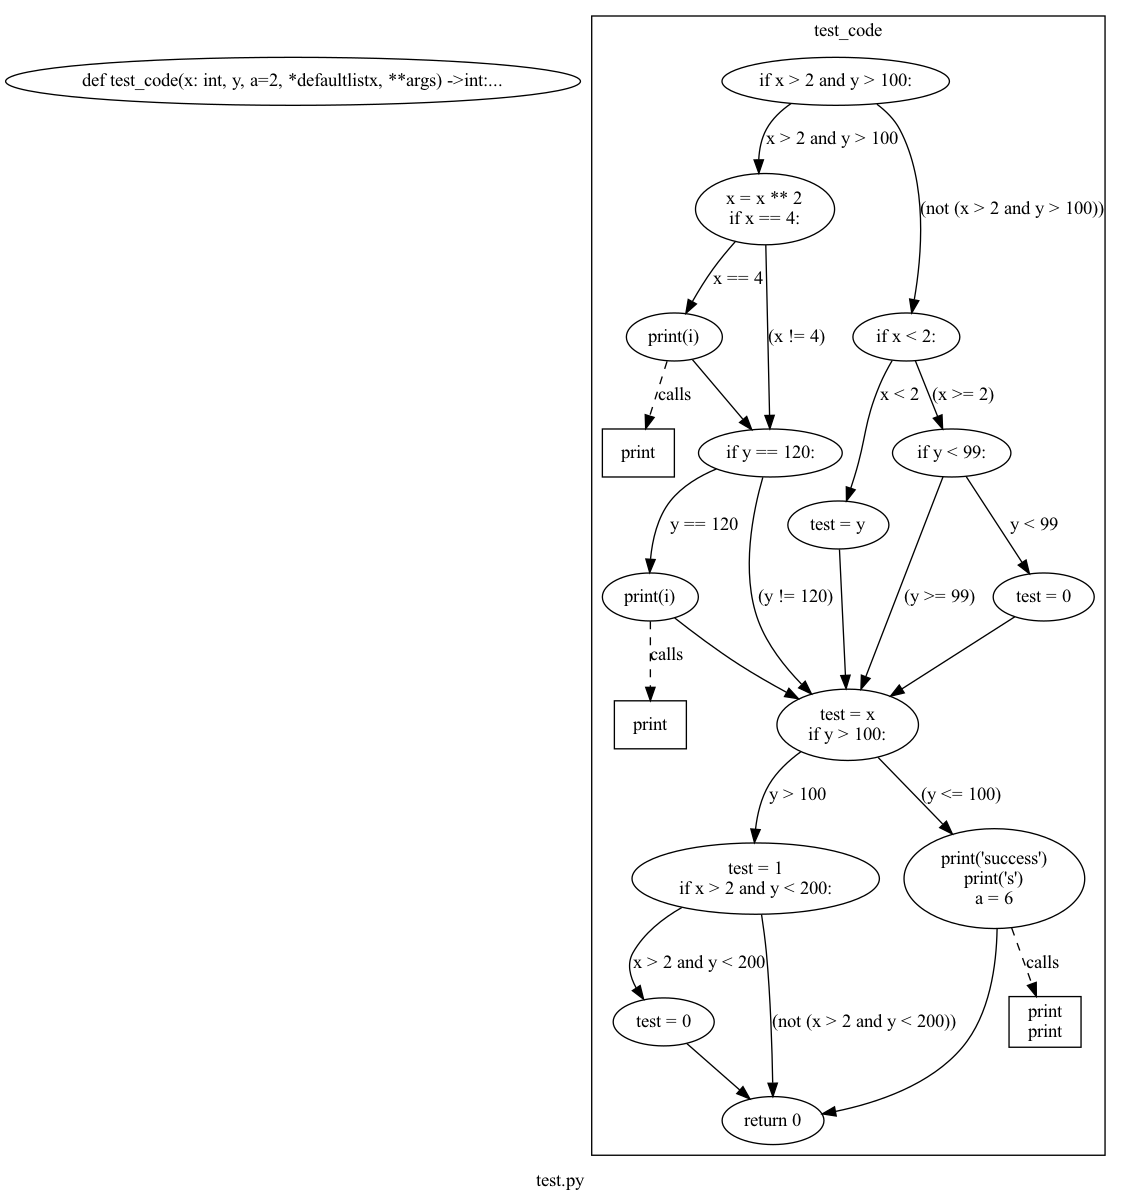 test_code
def test_code(x: int, y, a=2, *defaultlistx, **args) ->int:...
if x > 2 and y > 100:
x > 2 and y > 100
x = x ** 2
if x == 4:
(not (x > 2 and y > 100))
x == 4
print(i)
(x != 4)
if x < 2:
calls
x < 2
(x >= 2)
print
if y == 120:
if y < 99:
y == 120
test = y
y < 99
print(i)
(y != 120)
(y >= 99)
test = 0
calls
print
test = x
if y > 100:
y > 100
(y <= 100)
test = 1
if x > 2 and y < 200:
print('success')
print('s')
a = 6
x > 2 and y < 200
calls
test = 0
(not (x > 2 and y < 200))
print
print
return 0
test.py